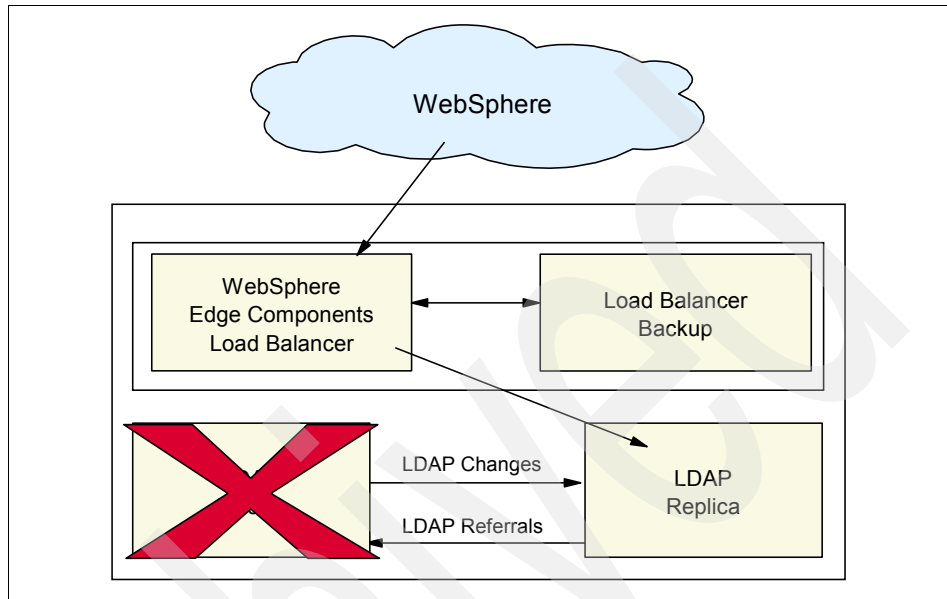 WebSphere
WebSphere
Edge Components
Load Balancer
Load Balancer
Backup
LDAP Changes
LDAP Referrals
LDAP
Replica